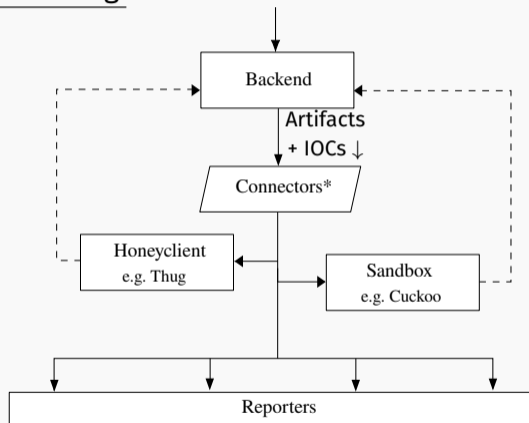 Backend
Artifacts
+ IOCs ↓
Connectors*
Honeyclient
e.g. Thug
Sandbox
e.g. Cuckoo
Reporters